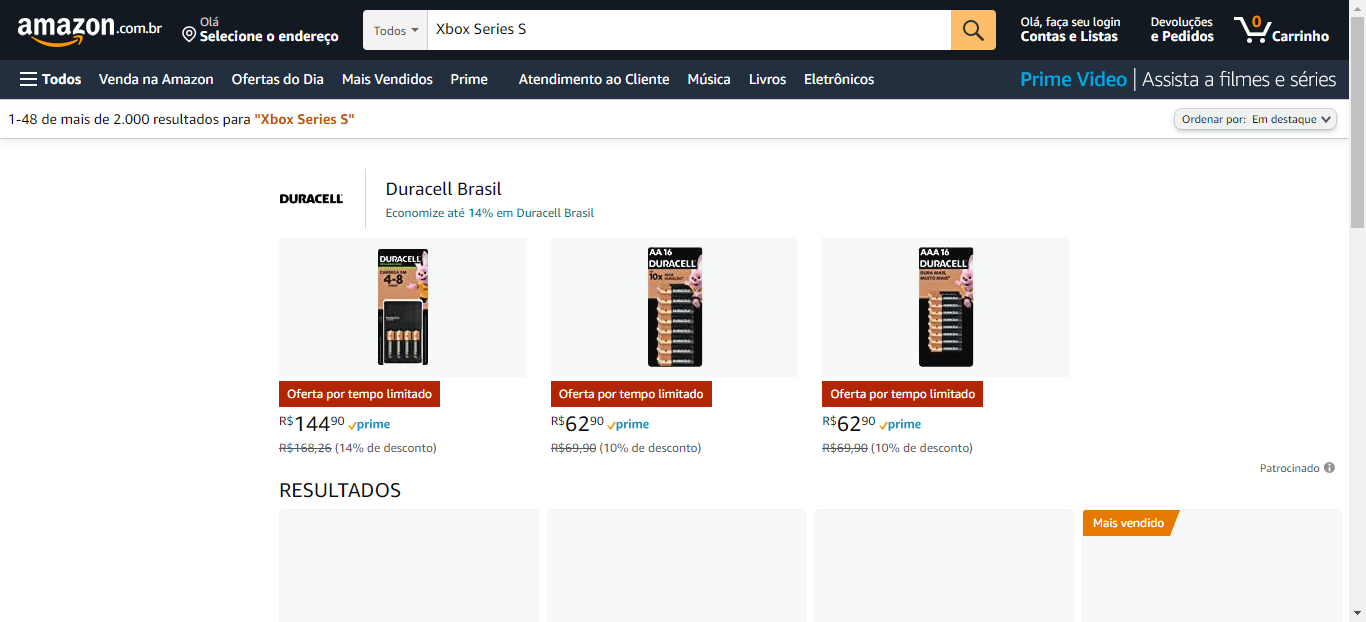 amazon.com.br
Olá
Selecione o endereço
Todos
Xbox Series S
Olá, faça seu login
Contas e Listas
Devoluções
e Pedidos
0
Carrinho
Todos
Venda na Amazon
Ofertas do Dia
Mais Vendidos
Prime
Atendimento ao Cliente
Música
Livros
Eletrônicos
Prime Video | Assista a filmes e séries
1-48 de mais de 2.000 resultados para "Xbox Series S"
Ordenar por: Em destaque
DURACELL
Duracell Brasil
Economize até 14% em Duracell Brasil
DURACELL
CARREGA EM
4-8
AA 16
DURACELL
10x
AAA 16
DURACELL
DURA MAIS,
MUITO MAIS
Oferta por tempo limitado
Oferta por tempo limitado
Oferta por tempo limitado
R$144,90 prime
R$62,90 prime
R$62,90 prime
R$168,26 (14% de desconto)
R$69,90 (10% de desconto)
R$69,90 (10% de desconto)
Patrocinado
RESULTADOS
Mais vendido